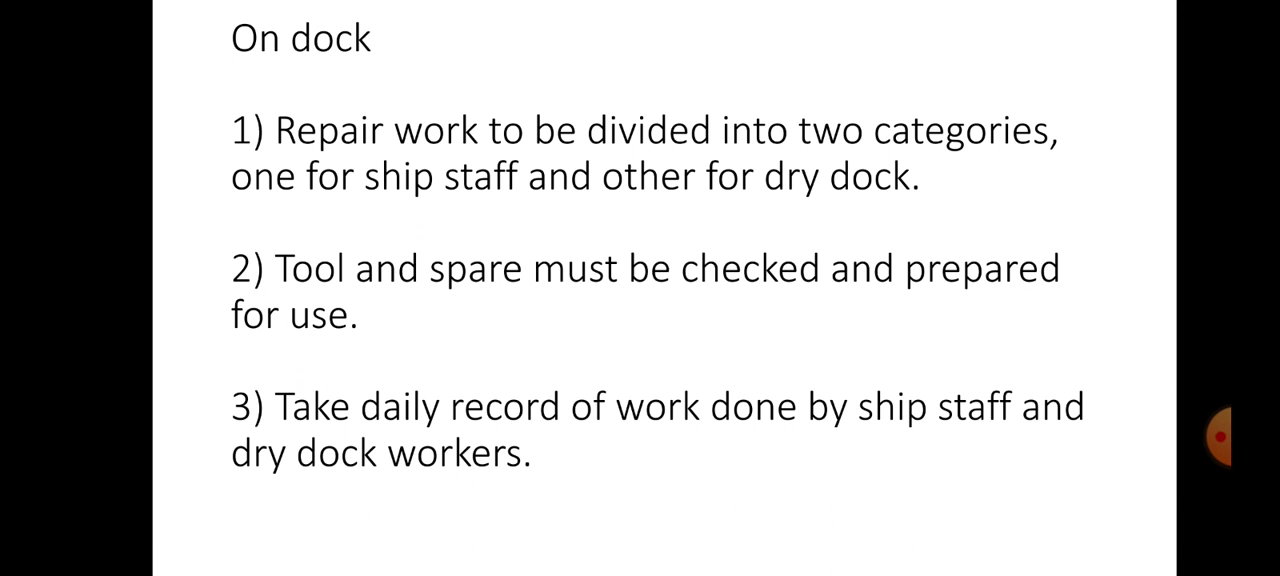 On dock
1) Repair work to be divided into two categories,
one for ship staff and other for dry dock.
2) Tool and spare must be checked and prepared
for use.
3) Take daily record of work done by ship staff and
dry dock workers.